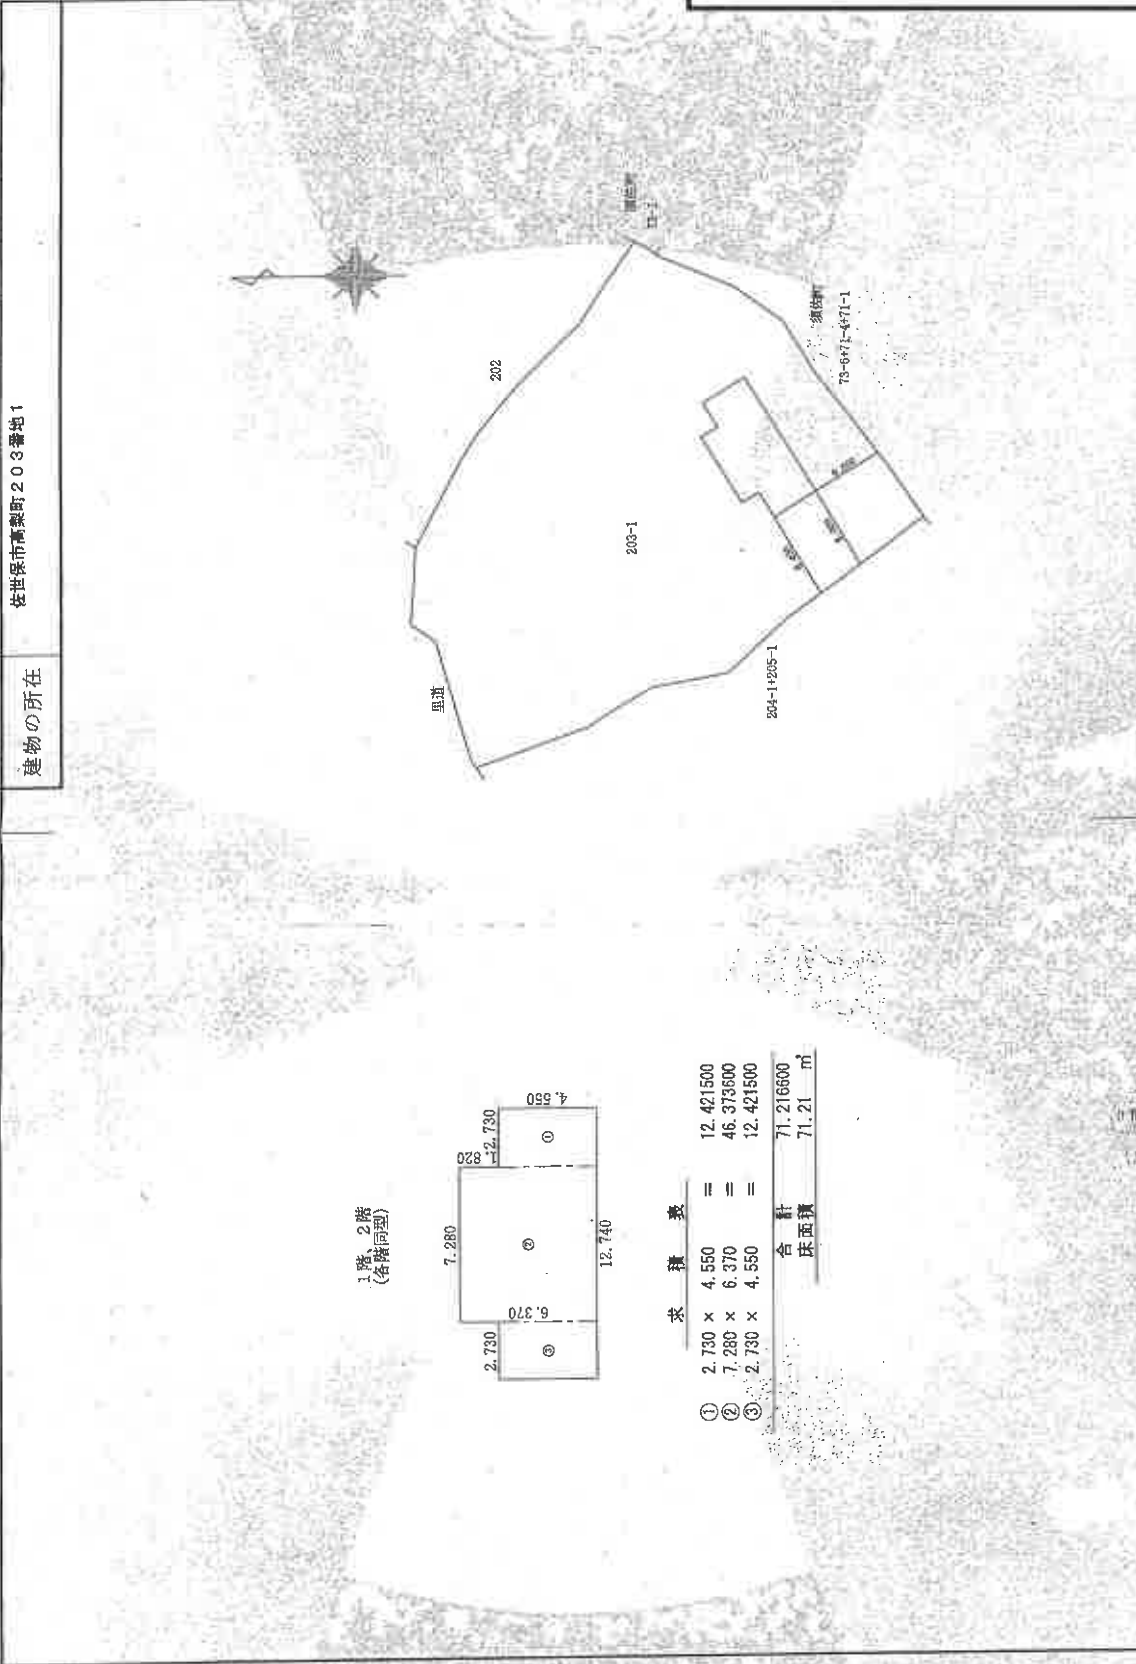 建物の所在
佐世保市高梨町203番地1
1階、2階
(各階同型)
7.280
1.820
2.730
4.550
2.730
6.370
12.740
①
②
③
求積表
① 2.730 × 4.550 = 12.421500
② 7.280 × 6.370 = 46.373600
③ 2.730 × 4.550 = 12.421500
合計 71.216600
床面積 71.21 ㎡
里道
202
203-1
204-1+205-1
須佐町
73-6+71-4+71-1